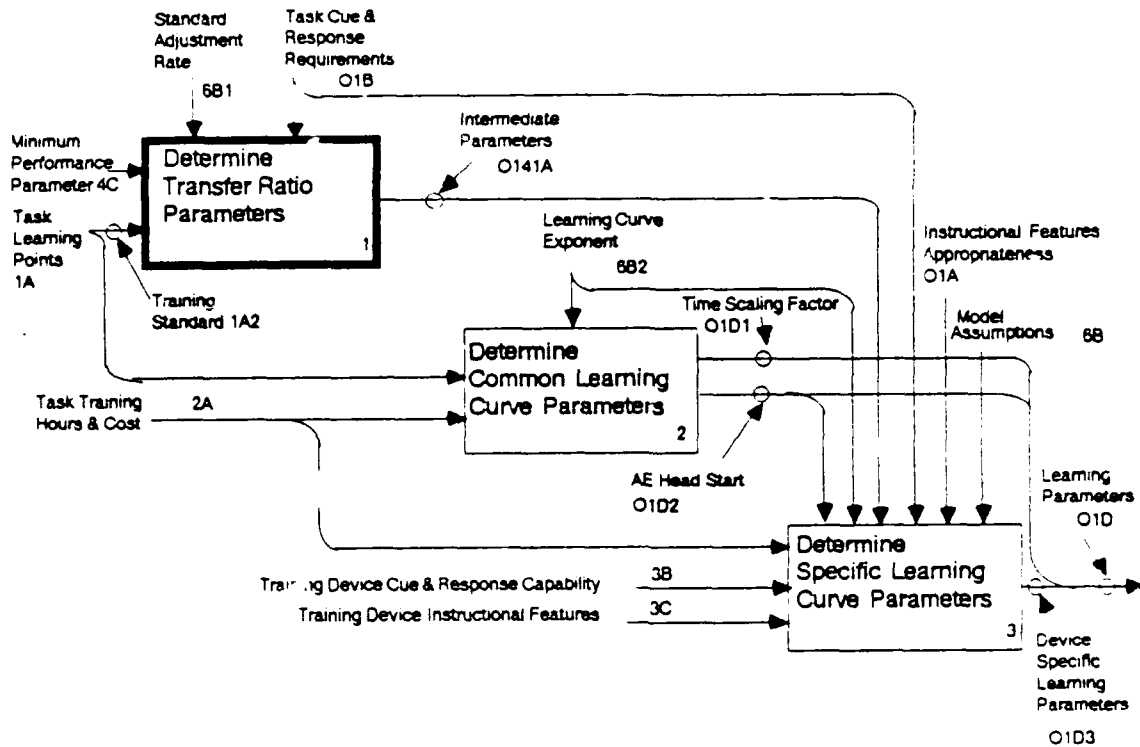 Standard
Adjustment
Rate
6B1
Task Cue &
Response
Requirements
O1B
Minimum
Performance
Parameter 4C
Task
Learning
Points
1A
Determine
Transfer Ratio
Parameters
1
Training
Standard 1A2
Intermediate
Parameters
O141A
Learning Curve
Exponent
6B2
Time Scaling Factor
O1D1
Instructional Features
Appropriateness
O1A
Model
Assumptions 6B
Determine
Common Learning
Curve Parameters
2
Task Training
Hours & Cost
2A
AE Head Start
O1D2
Learning
Parameters
O1D
Determine
Specific Learning
Curve Parameters
3
Training Device Cue & Response Capability 3B
Training Device Instructional Features 3C
Device
Specific
Learning
Parameters
O1D3